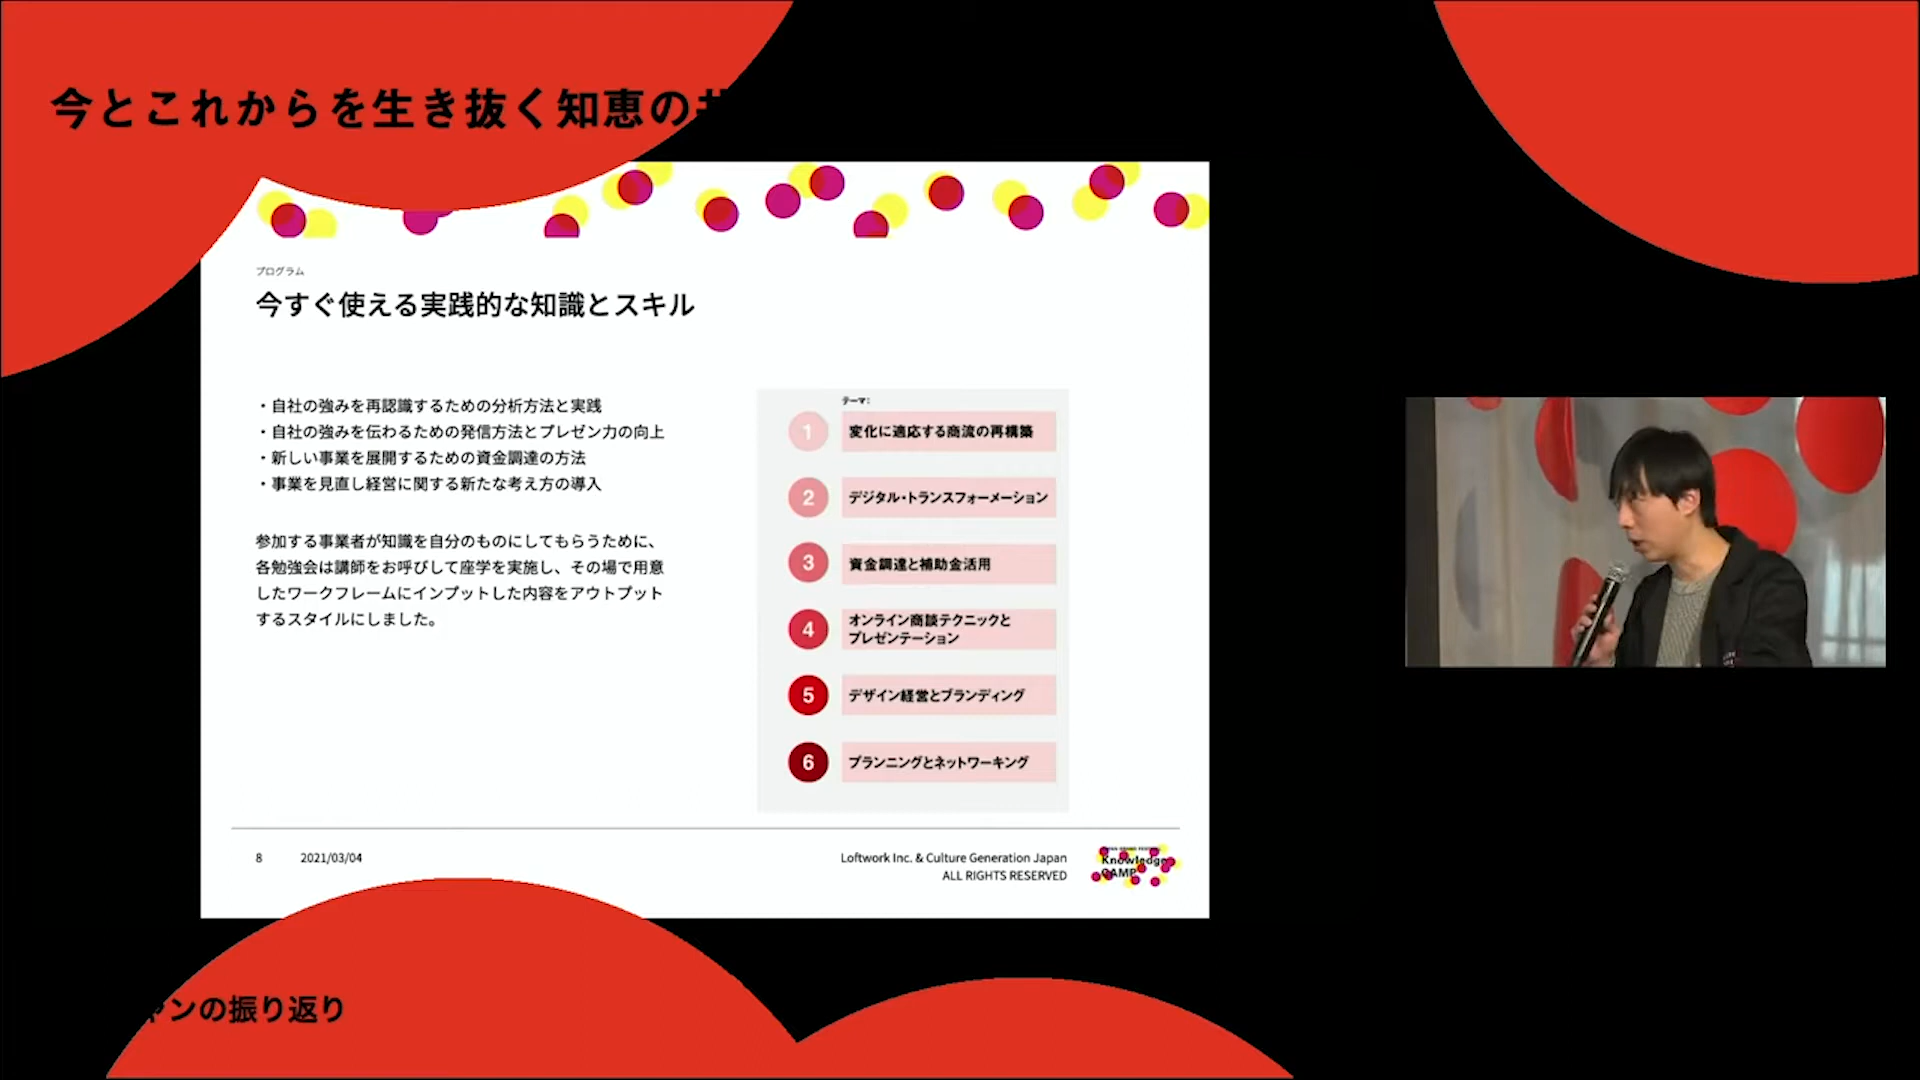 今とこれからを生き抜く知恵の
プログラム
今すぐ使える実践的な知識とスキル
・自社の強みを再認識するための分析方法と実践
・自社の強みを伝わるための発信方法とプレゼン力の向上
・新しい事業を展開するための資金調達の方法
・事業を見直し経営に関する新たな考え方の導入
参加する事業者が知識を自分のものにしてもらうために、
各勉強会は講師をお呼びして座学を実施し、その場で用意
したワークフレームにインプットした内容をアウトプット
するスタイルにしました。
テーマ:
1 変化に適応する商流の再構築
2 デジタル・トランスフォーメーション
3 資金調達と補助金活用
4 オンライン商談テクニックと
プレゼンテーション
5 デザイン経営とブランディング
6 プランニングとネットワーキング
8 2021/03/04
Loftwork Inc. & Culture Generation Japan
ALL RIGHTS RESERVED
Knowledge
CAMP
ンの振り返り